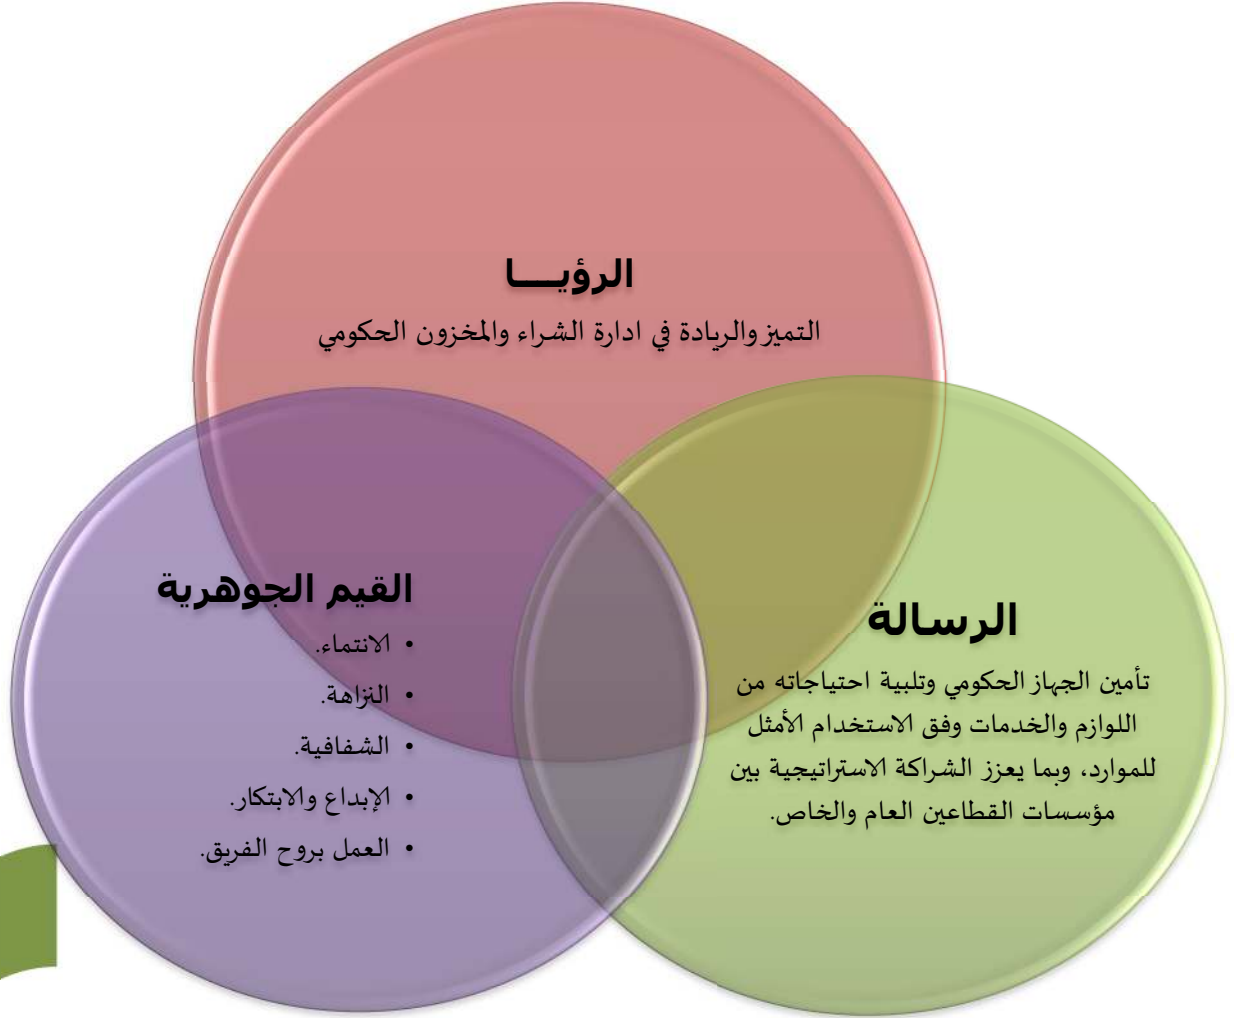 الرؤيـــا
التميز والريادة في ادارة الشراء والمخزون الحكومي
الرسالة
تأمين الجهاز الحكومي وتلبية احتياجاته من
اللوازم والخدمات وفق الاستخدام الأمثل
للموارد، وبما يعزز الشراكة الاستراتيجية بين
مؤسسات القطاعين العام والخاص.
القيم الجوهرية
• الانتماء.
• النزاهة.
• الشفافية.
• الإبداع والابتكار.
• العمل بروح الفريق.